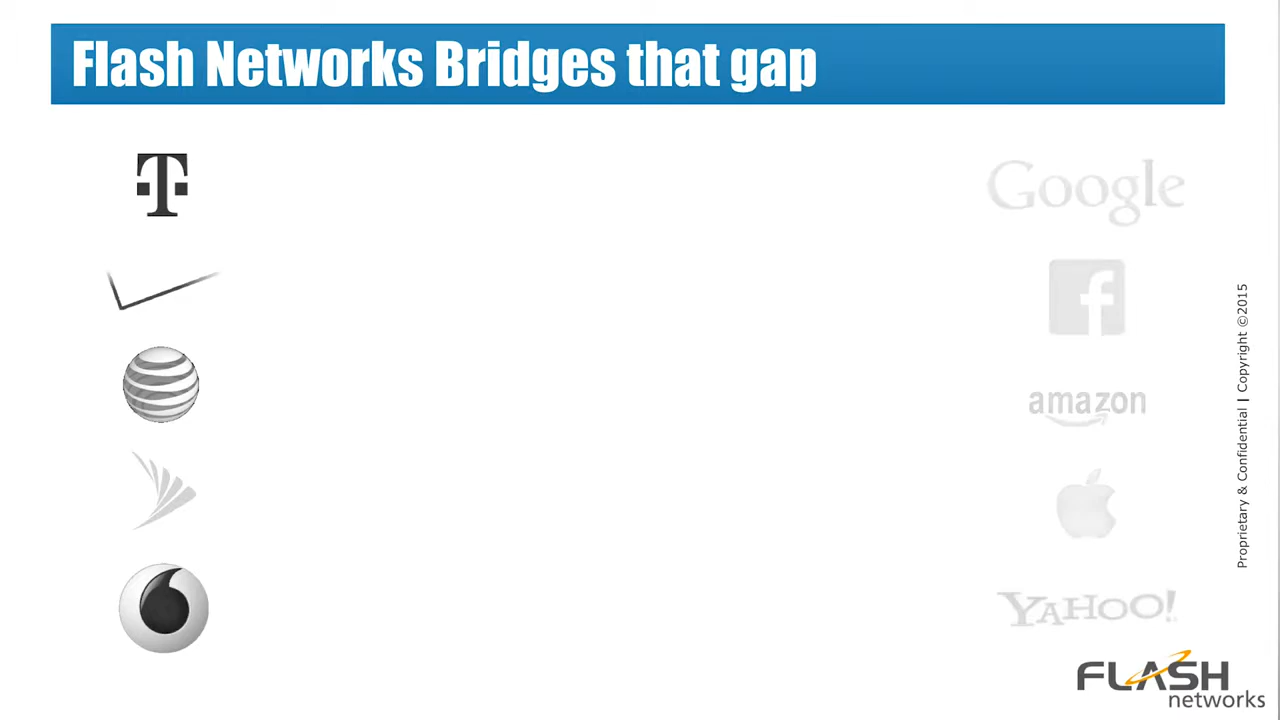 Flash Networks Bridges that gap
T
Google
f
amazon
YAHOO!
Proprietary & Confidential | Copyright ©2015
FLASH
networks